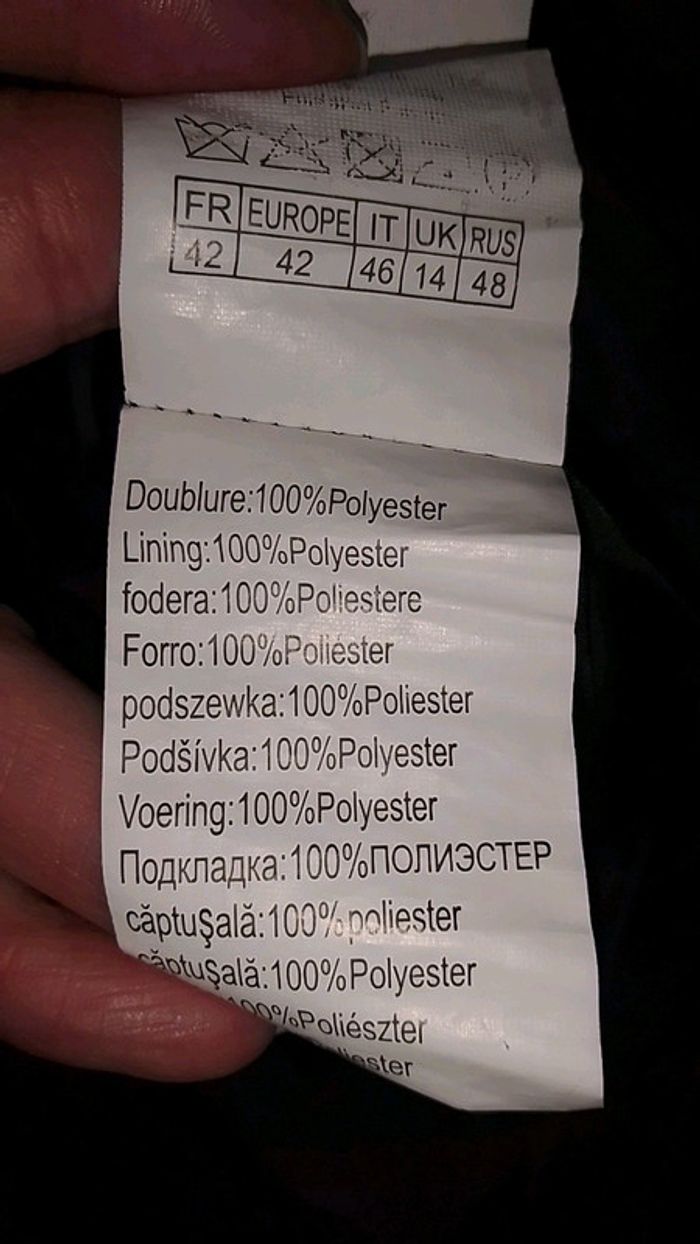 FR EUROPE IT UK RUS
42 42 46 14 48
Doublure:100%Polyester
Lining:100%Polyester
fodera:100%Poliestere
Forro:100%Poliéster
podszewka:100%Poliester
Podšívka:100%Polyester
Voering:100%Polyester
Подкладка:100%ПОЛИЭСТЕР
căptuŞală:100%poliester
căptuŞală:100%Polyester
100%Poliészter